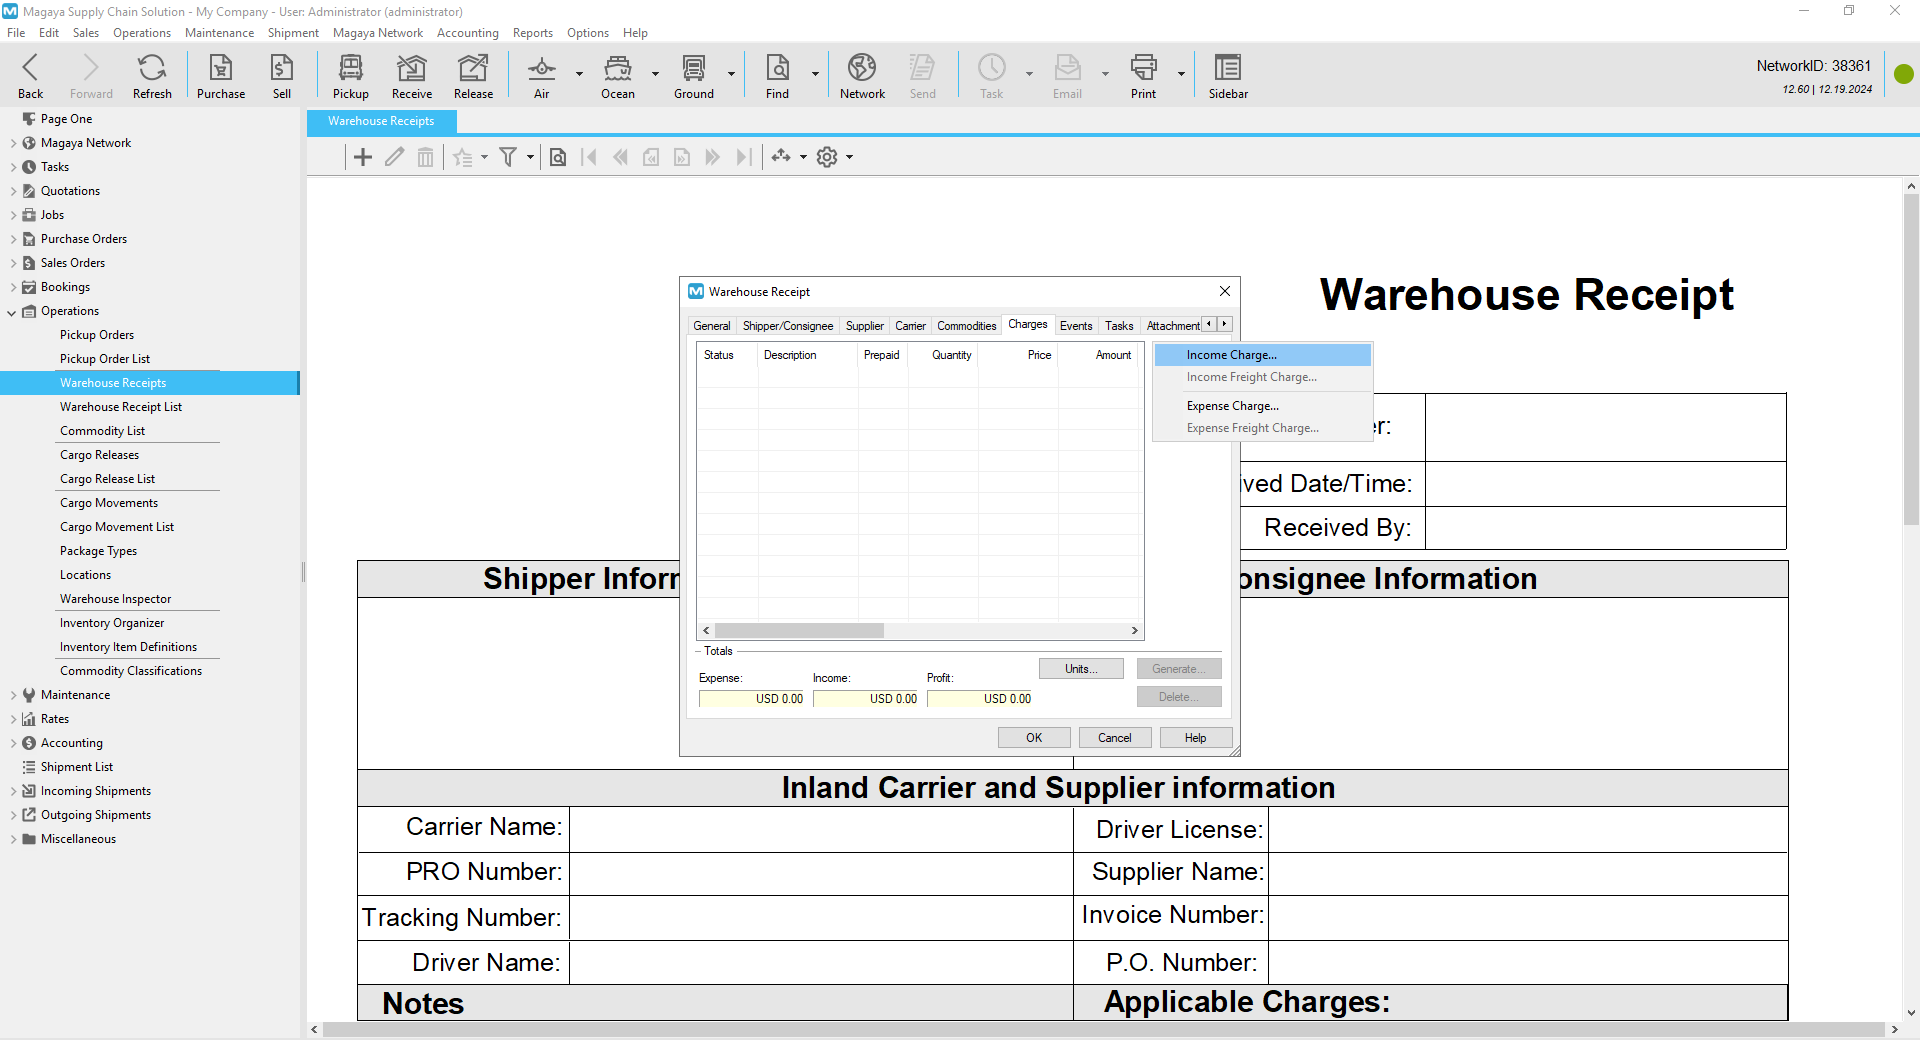 Magaya Supply Chain Solution - My Company - User: Administrator (administrator)
File Edit Sales Operations Maintenance Shipment Magaya Network Accounting Reports Options Help
Back Forward Refresh Purchase Sell Pickup Receive Release Air Ocean Ground Find Network Send Task Email Print Sidebar
NetworkID: 38361
12.60 | 12.19.2024
Page One
Magaya Network
Tasks
Quotations
Jobs
Purchase Orders
Sales Orders
Bookings
Operations
Pickup Orders
Pickup Order List
Warehouse Receipts
Warehouse Receipt List
Commodity List
Cargo Releases
Cargo Release List
Cargo Movements
Cargo Movement List
Package Types
Locations
Warehouse Inspector
Inventory Organizer
Inventory Item Definitions
Commodity Classifications
Maintenance
Rates
Accounting
Shipment List
Incoming Shipments
Outgoing Shipments
Miscellaneous
Warehouse Receipts
Warehouse Receipt
Warehouse Receipt
General Shipper/Consignee Supplier Carrier Commodities Charges Events Tasks Attachment
Status Description Prepaid Quantity Price Amount
Income Charge...
Income Freight Charge...
Expense Charge...
Expense Freight Charge...
Totals
Expense: Income: Profit:
USD 0.00 USD 0.00 USD 0.00
Units... Generate...
Delete...
OK Cancel Help
er:
ived Date/Time:
Received By:
Shipper Inforr
onsignee Information
Inland Carrier and Supplier information
Carrier Name: Driver License:
PRO Number: Supplier Name:
Tracking Number: Invoice Number:
Driver Name: P.O. Number:
Notes Applicable Charges: